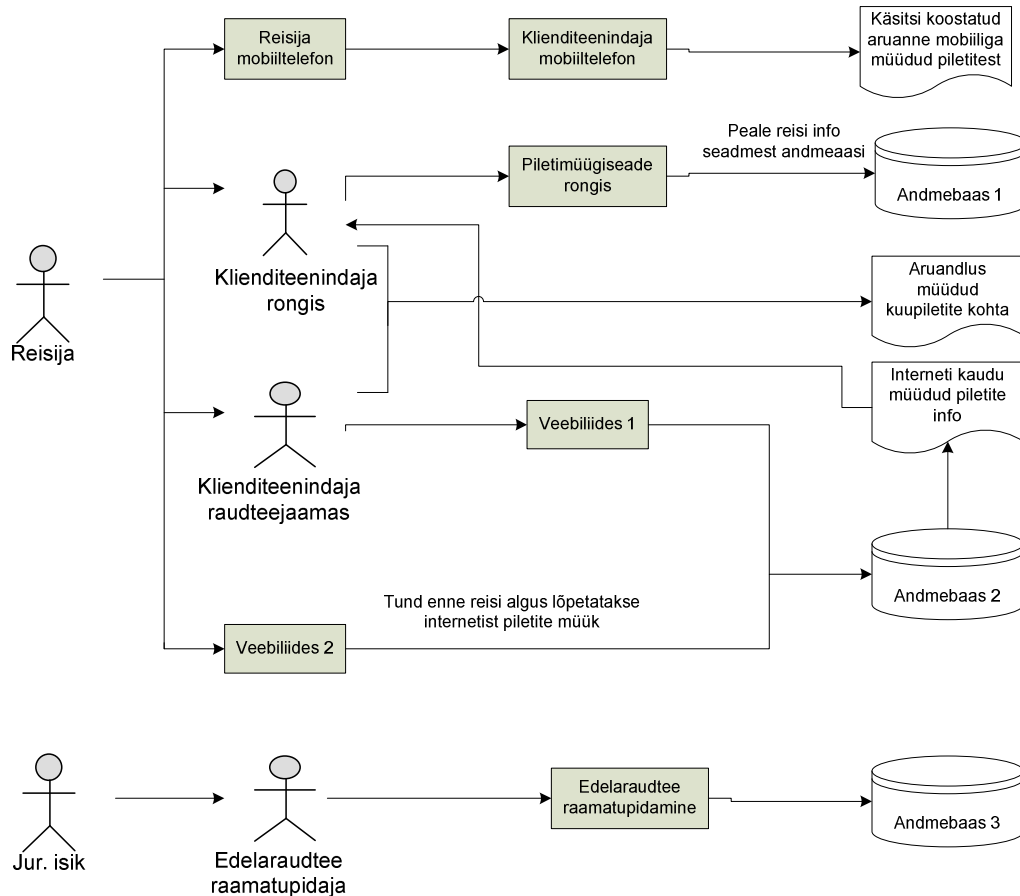 Reisija
mobiiltelefon
Klienditeenindaja
mobiiltelefon
Käsitsi koostatud
aruanne mobiiliga
müüdud piletitest
Peale reisi info
seadmest andmeaasi
Piletimüügiseade
rongis
Andmebaas 1
Klienditeenindaja
rongis
Reisija
Aruandlus
müüdud
kuupiletite kohta
Interneti kaudu
müüdud piletite
info
Veebiliides 1
Klienditeenindaja
raudteejaamas
Andmebaas 2
Tund enne reisi algus lõpetatakse
internetist piletite müük
Veebiliides 2
Edelaraudtee
raamatupidamine
Andmebaas 3
Jur. isik
Edelaraudtee
raamatupidaja